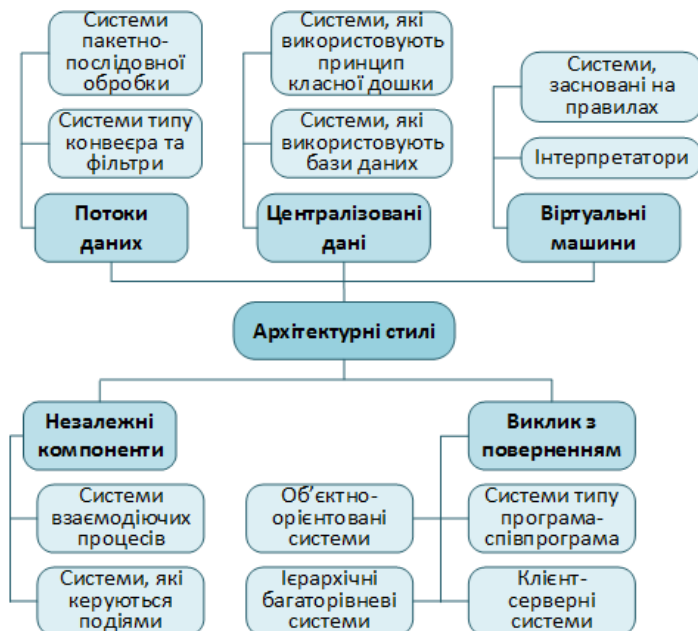 Системи
пакетно-
послідовної
обробки
Системи типу
конвеєра та
фільтри
Потоки
даних
Системи, які
використовують
принцип
класної дошки
Системи, які
використовують
бази даних
Централізовані
дані
Системи,
засновані на
правилах
Інтерпретатори
Віртуальні
машини
Архітектурні стилі
Незалежні
компоненти
Системи
взаємодіючих
процесів
Системи, які
керуються
подіями
Виклик з
поверненням
Об’єктно-
орієнтовані
системи
Системи типу
програма-
співпрограма
Ієрархічні
багаторівневі
системи
Клієнт-
серверні
системи